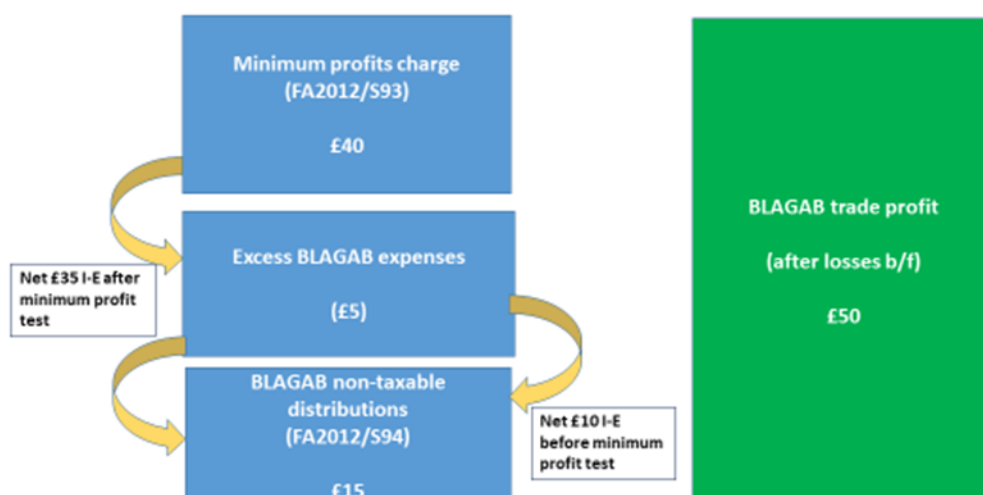 Minimum profits charge
(FA2012/S93)
£40
Excess BLAGAB expenses
(£5)
BLAGAB non-taxable
distributions
(FA2012/S94)
£15
Net £35 I-E after
minimum profit
test
Net £10 I-E
before minimum
profit test
BLAGAB trade profit
(after losses b/f)
£50